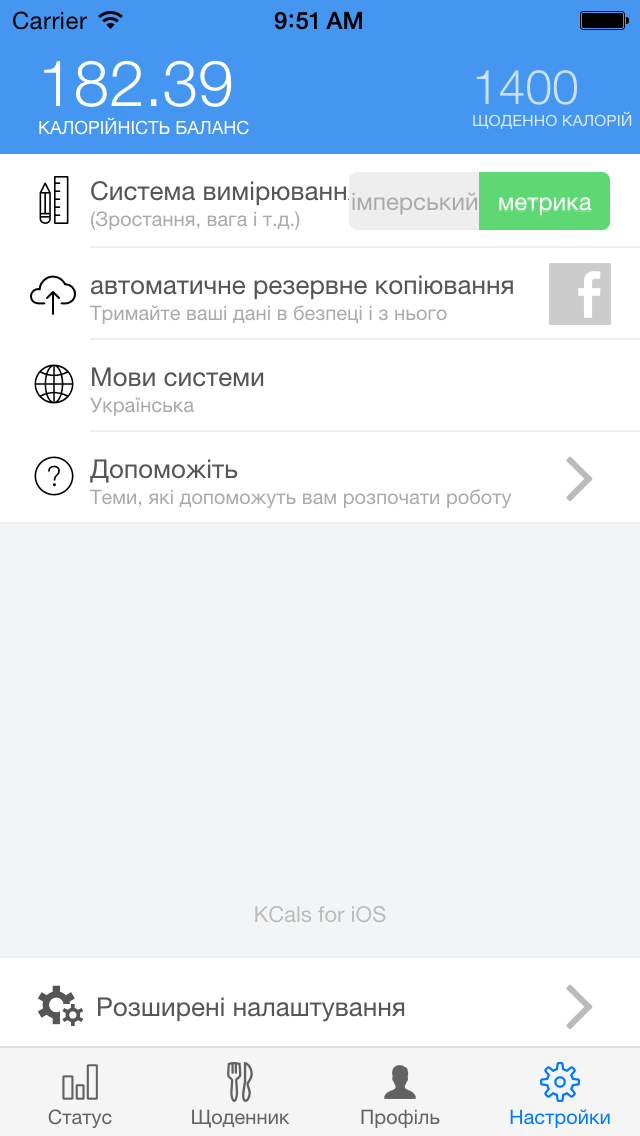 Carrier 9:51 AM
182.39
КАЛОРІЙНІСТЬ БАЛАНС
1400
ЩОДЕННО КАЛОРІЙ
Система вимірюванн
(Зростання, вага і т.д.)
імперський
метрика
автоматичне резервне копіювання
Тримайте ваші дані в безпеці і з нього
f
Мови системи
Українська
?
Допоможіть
Теми, які допоможуть вам розпочати роботу
KCals for iOS
Розширені налаштування
Статус
Щоденник
Профіль
Настройки